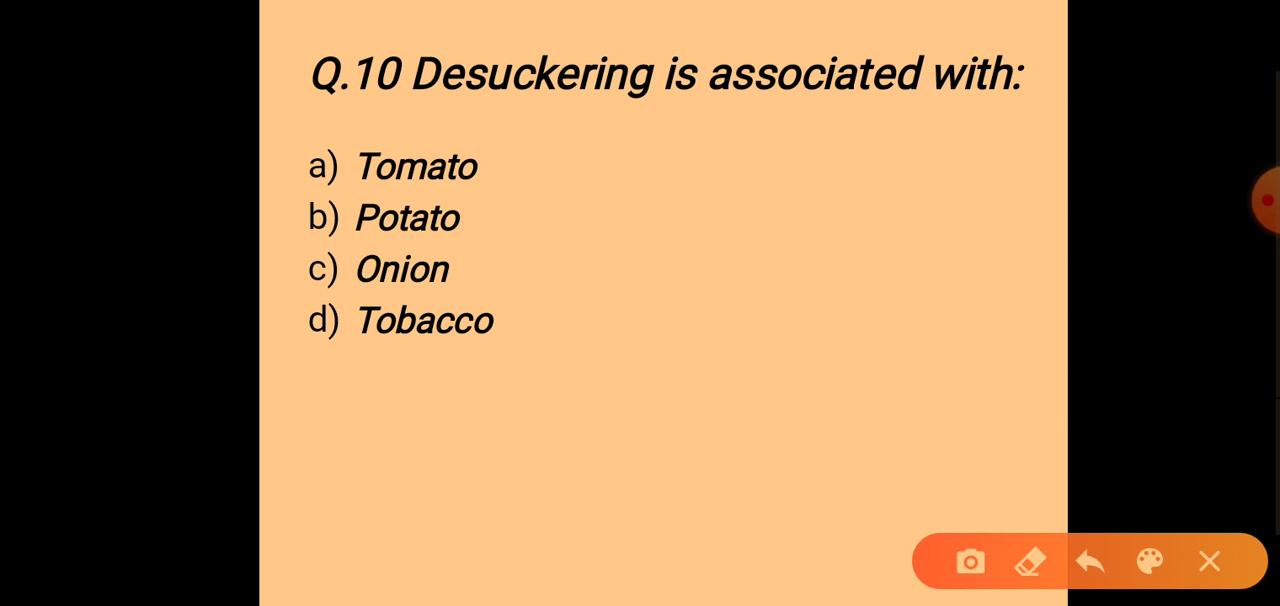 Q.10 Desuckering is associated with:
a) Tomato
b) Potato
c) Onion
d) Tobacco